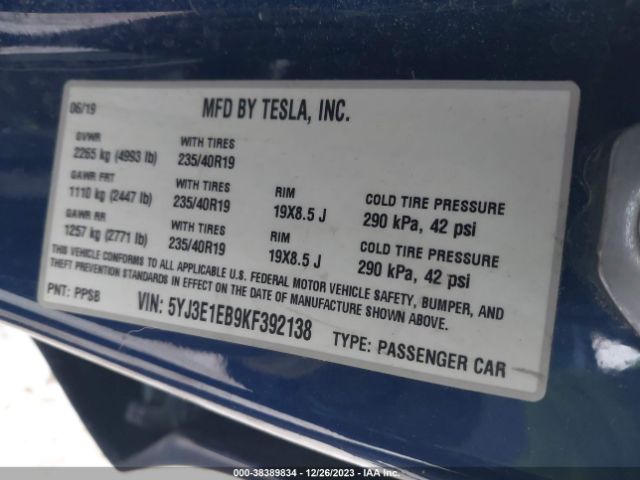 06/19 MFD BY TESLA, INC.
GVWR WITH TIRES
2265 kg (4993 lb) 235/40R19
GAWR FRT WITH TIRES RIM COLD TIRE PRESSURE
1110 kg (2447 lb) 235/40R19 19X8.5 J 290 kPa, 42 psi
GAWR RR WITH TIRES RIM COLD TIRE PRESSURE
1257 kg (2771 lb) 235/40R19 19X8.5 J 290 kPa, 42 psi
THIS VEHICLE CONFORMS TO ALL APPLICABLE U.S. FEDERAL MOTOR VEHICLE SAFETY, BUMPER, AND
THEFT PREVENTION STANDARDS IN EFFECT ON THE DATE OF MANUFACTURE SHOWN ABOVE.
PNT: PPSB VIN: 5YJ3E1EB9KF392138 TYPE: PASSENGER CAR
000-38389834 - 12/26/2023 - IAA Inc.